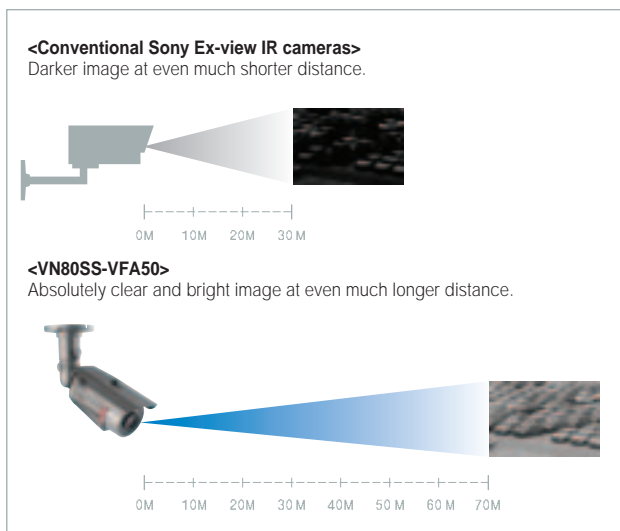 <Conventional Sony Ex-view IR cameras>
Darker image at even much shorter distance.
0M 10M 20M 30M
<VN80SS-VFA50>
Absolutely clear and bright image at even much longer distance.
0M 10M 20M 30M 40M 50M 60M 70M